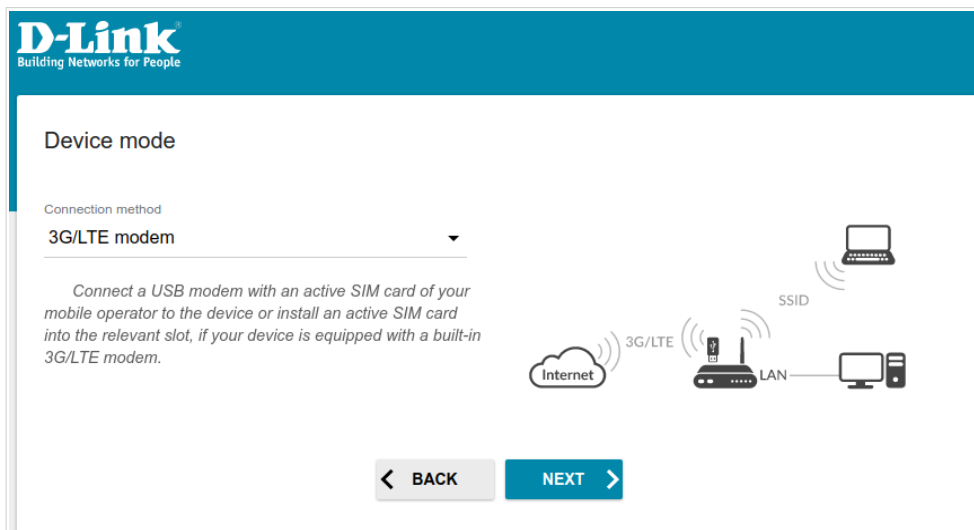 D-Link®
Building Networks for People
Device mode
Connection method
3G/LTE modem
Connect a USB modem with an active SIM card of your
mobile operator to the device or install an active SIM card
into the relevant slot, if your device is equipped with a built-in
3G/LTE modem.
SSID
3G/LTE
Internet
LAN
BACK
NEXT